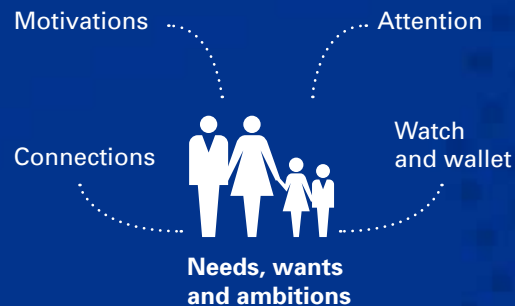 Motivations
Attention
Connections
Watch
and wallet
Needs, wants
and ambitions